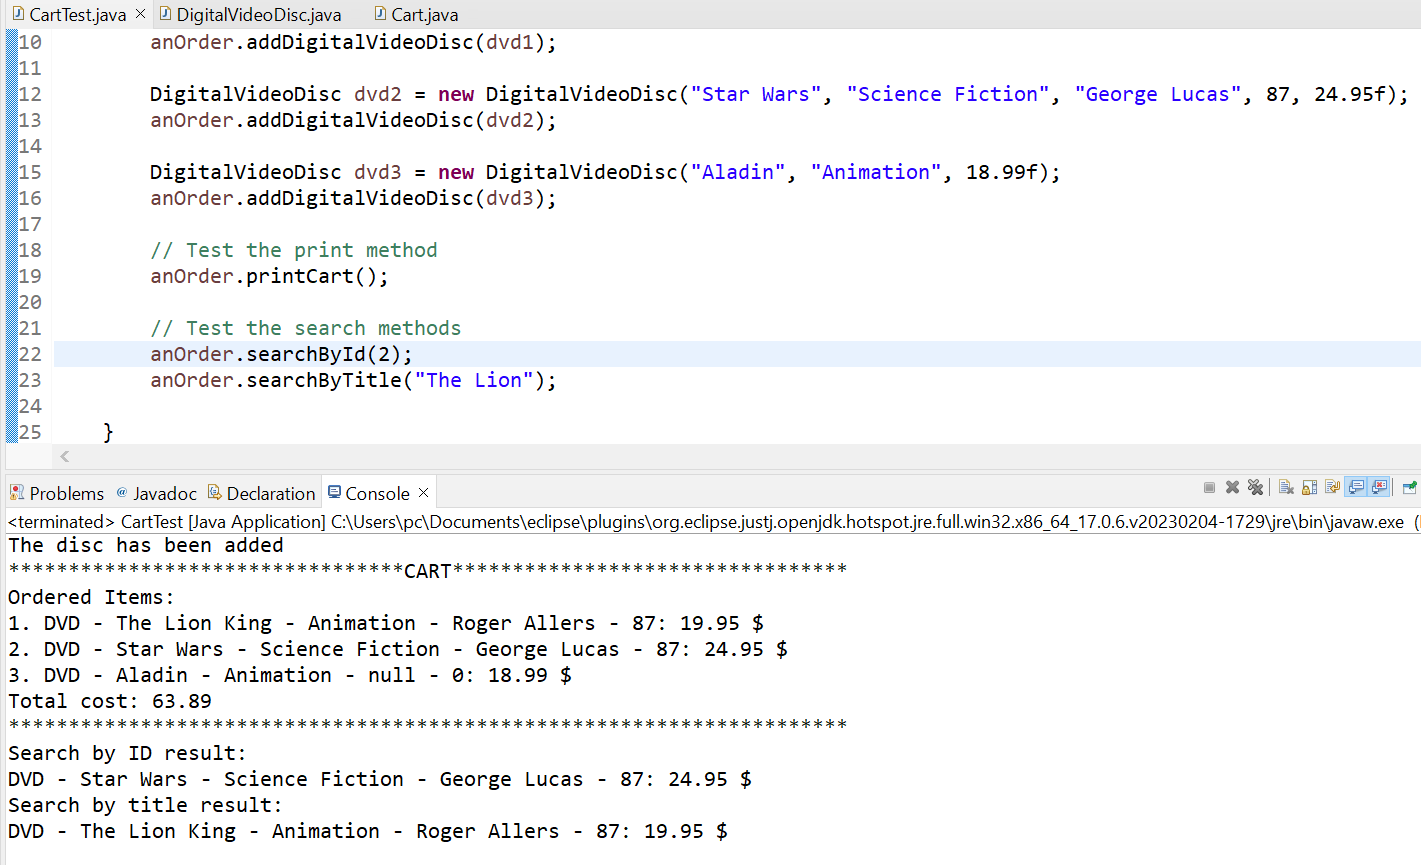 CartTest.java DigitalVideoDisc.java Cart.java
10 anOrder.addDigitalVideoDisc(dvd1);
11
12 DigitalVideoDisc dvd2 = new DigitalVideoDisc("Star Wars", "Science Fiction", "George Lucas", 87, 24.95f);
13 anOrder.addDigitalVideoDisc(dvd2);
14
15 DigitalVideoDisc dvd3 = new DigitalVideoDisc("Aladin", "Animation", 18.99f);
16 anOrder.addDigitalVideoDisc(dvd3);
17
18 // Test the print method
19 anOrder.printCart();
20
21 // Test the search methods
22 anOrder.searchById(2);
23 anOrder.searchByTitle("The Lion");
24
25 }
Problems @ Javadoc Declaration Console
<terminated> CartTest [Java Application] C:\Users\pc\Documents\eclipse\plugins\org.eclipse.justj.openjdk.hotspot.jre.full.win32.x86_64_17.0.6.v20230204-1729\jre\bin\javaw.exe (
The disc has been added
*********************************CART*********************************
Ordered Items:
1. DVD - The Lion King - Animation - Roger Allers - 87: 19.95 $
2. DVD - Star Wars - Science Fiction - George Lucas - 87: 24.95 $
3. DVD - Aladin - Animation - null - 0: 18.99 $
Total cost: 63.89
**********************************************************************
Search by ID result:
DVD - Star Wars - Science Fiction - George Lucas - 87: 24.95 $
Search by title result:
DVD - The Lion King - Animation - Roger Allers - 87: 19.95 $